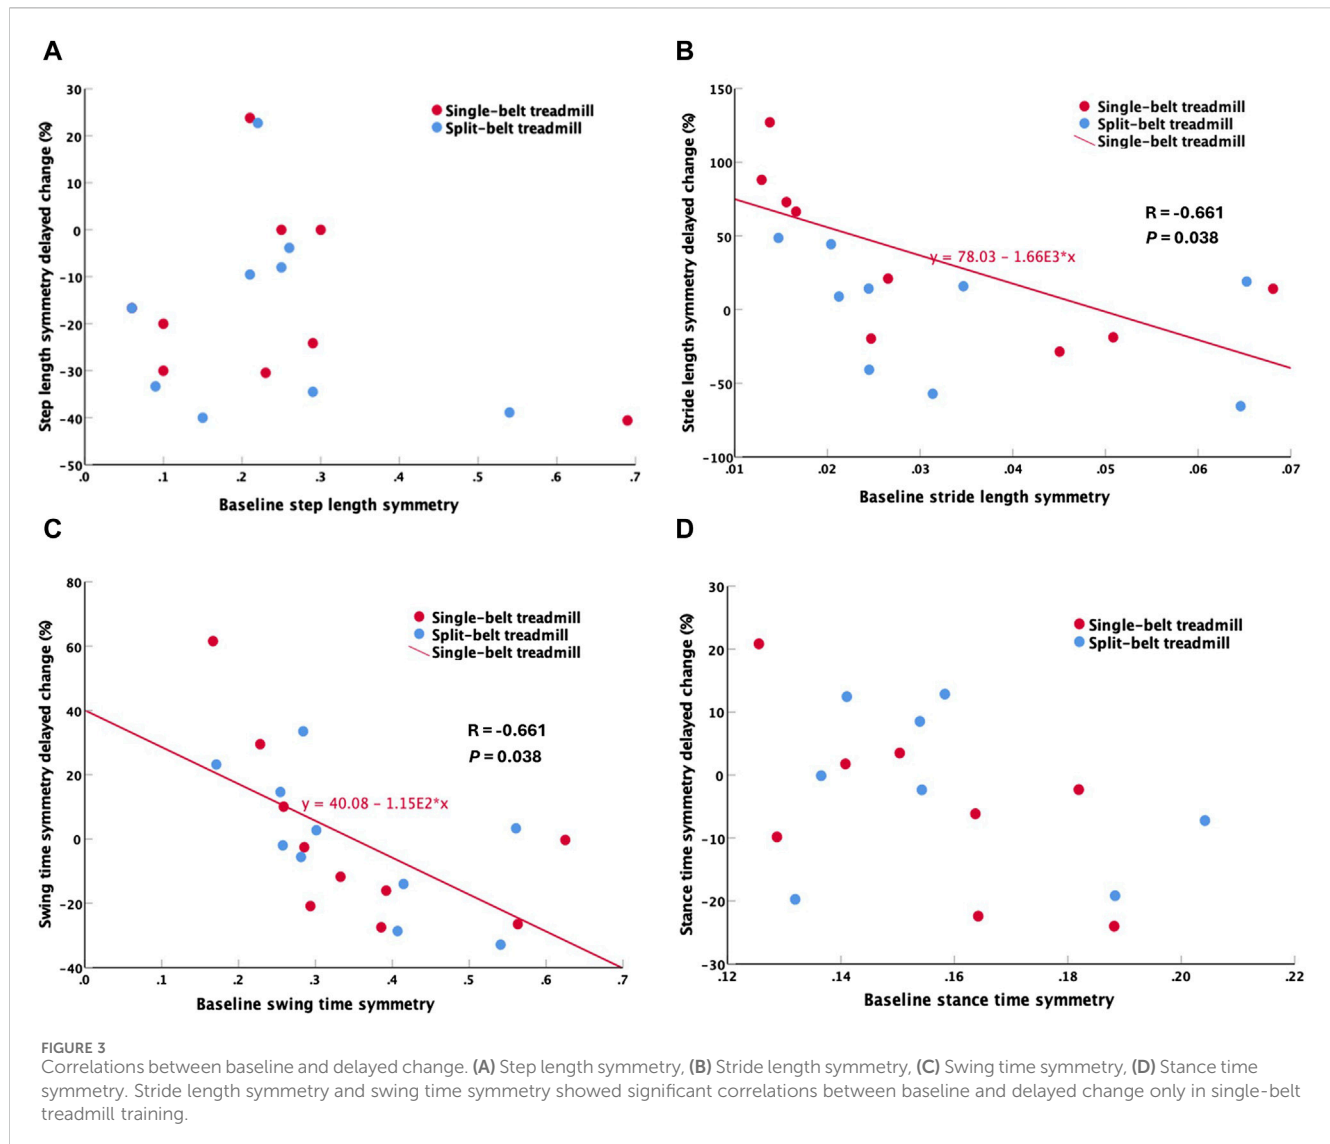 A
Step length symmetry delayed change (%)
30
20
10
0
-10
-20
-30
-40
-50
.0 .1 .2 .3 .4 .5 .6 .7
Baseline step length symmetry
Single-belt treadmill
Split-belt treadmill
B
Stride length symmetry delayed change (%)
150
100
50
0
-50
-100
.01 .02 .03 .04 .05 .06 .07
Baseline stride length symmetry
Single-belt treadmill
Split-belt treadmill
Single-belt treadmill
R = -0.661
P = 0.038
y = 78.03 - 1.66E3*x
C
Swing time symmetry delayed change (%)
80
60
40
20
0
-20
-40
.0 .1 .2 .3 .4 .5 .6 .7
Baseline swing time symmetry
Single-belt treadmill
Split-belt treadmill
Single-belt treadmill
R = -0.661
P = 0.038
y = 40.08 - 1.15E2*x
D
Stance time symmetry delayed change (%)
30
20
10
0
-10
-20
-30
.12 .14 .16 .18 .20 .22
Baseline stance time symmetry
Single-belt treadmill
Split-belt treadmill
FIGURE 3
Correlations between baseline and delayed change. (A) Step length symmetry, (B) Stride length symmetry, (C) Swing time symmetry, (D) Stance time
symmetry. Stride length symmetry and swing time symmetry showed significant correlations between baseline and delayed change only in single-belt
treadmill training.